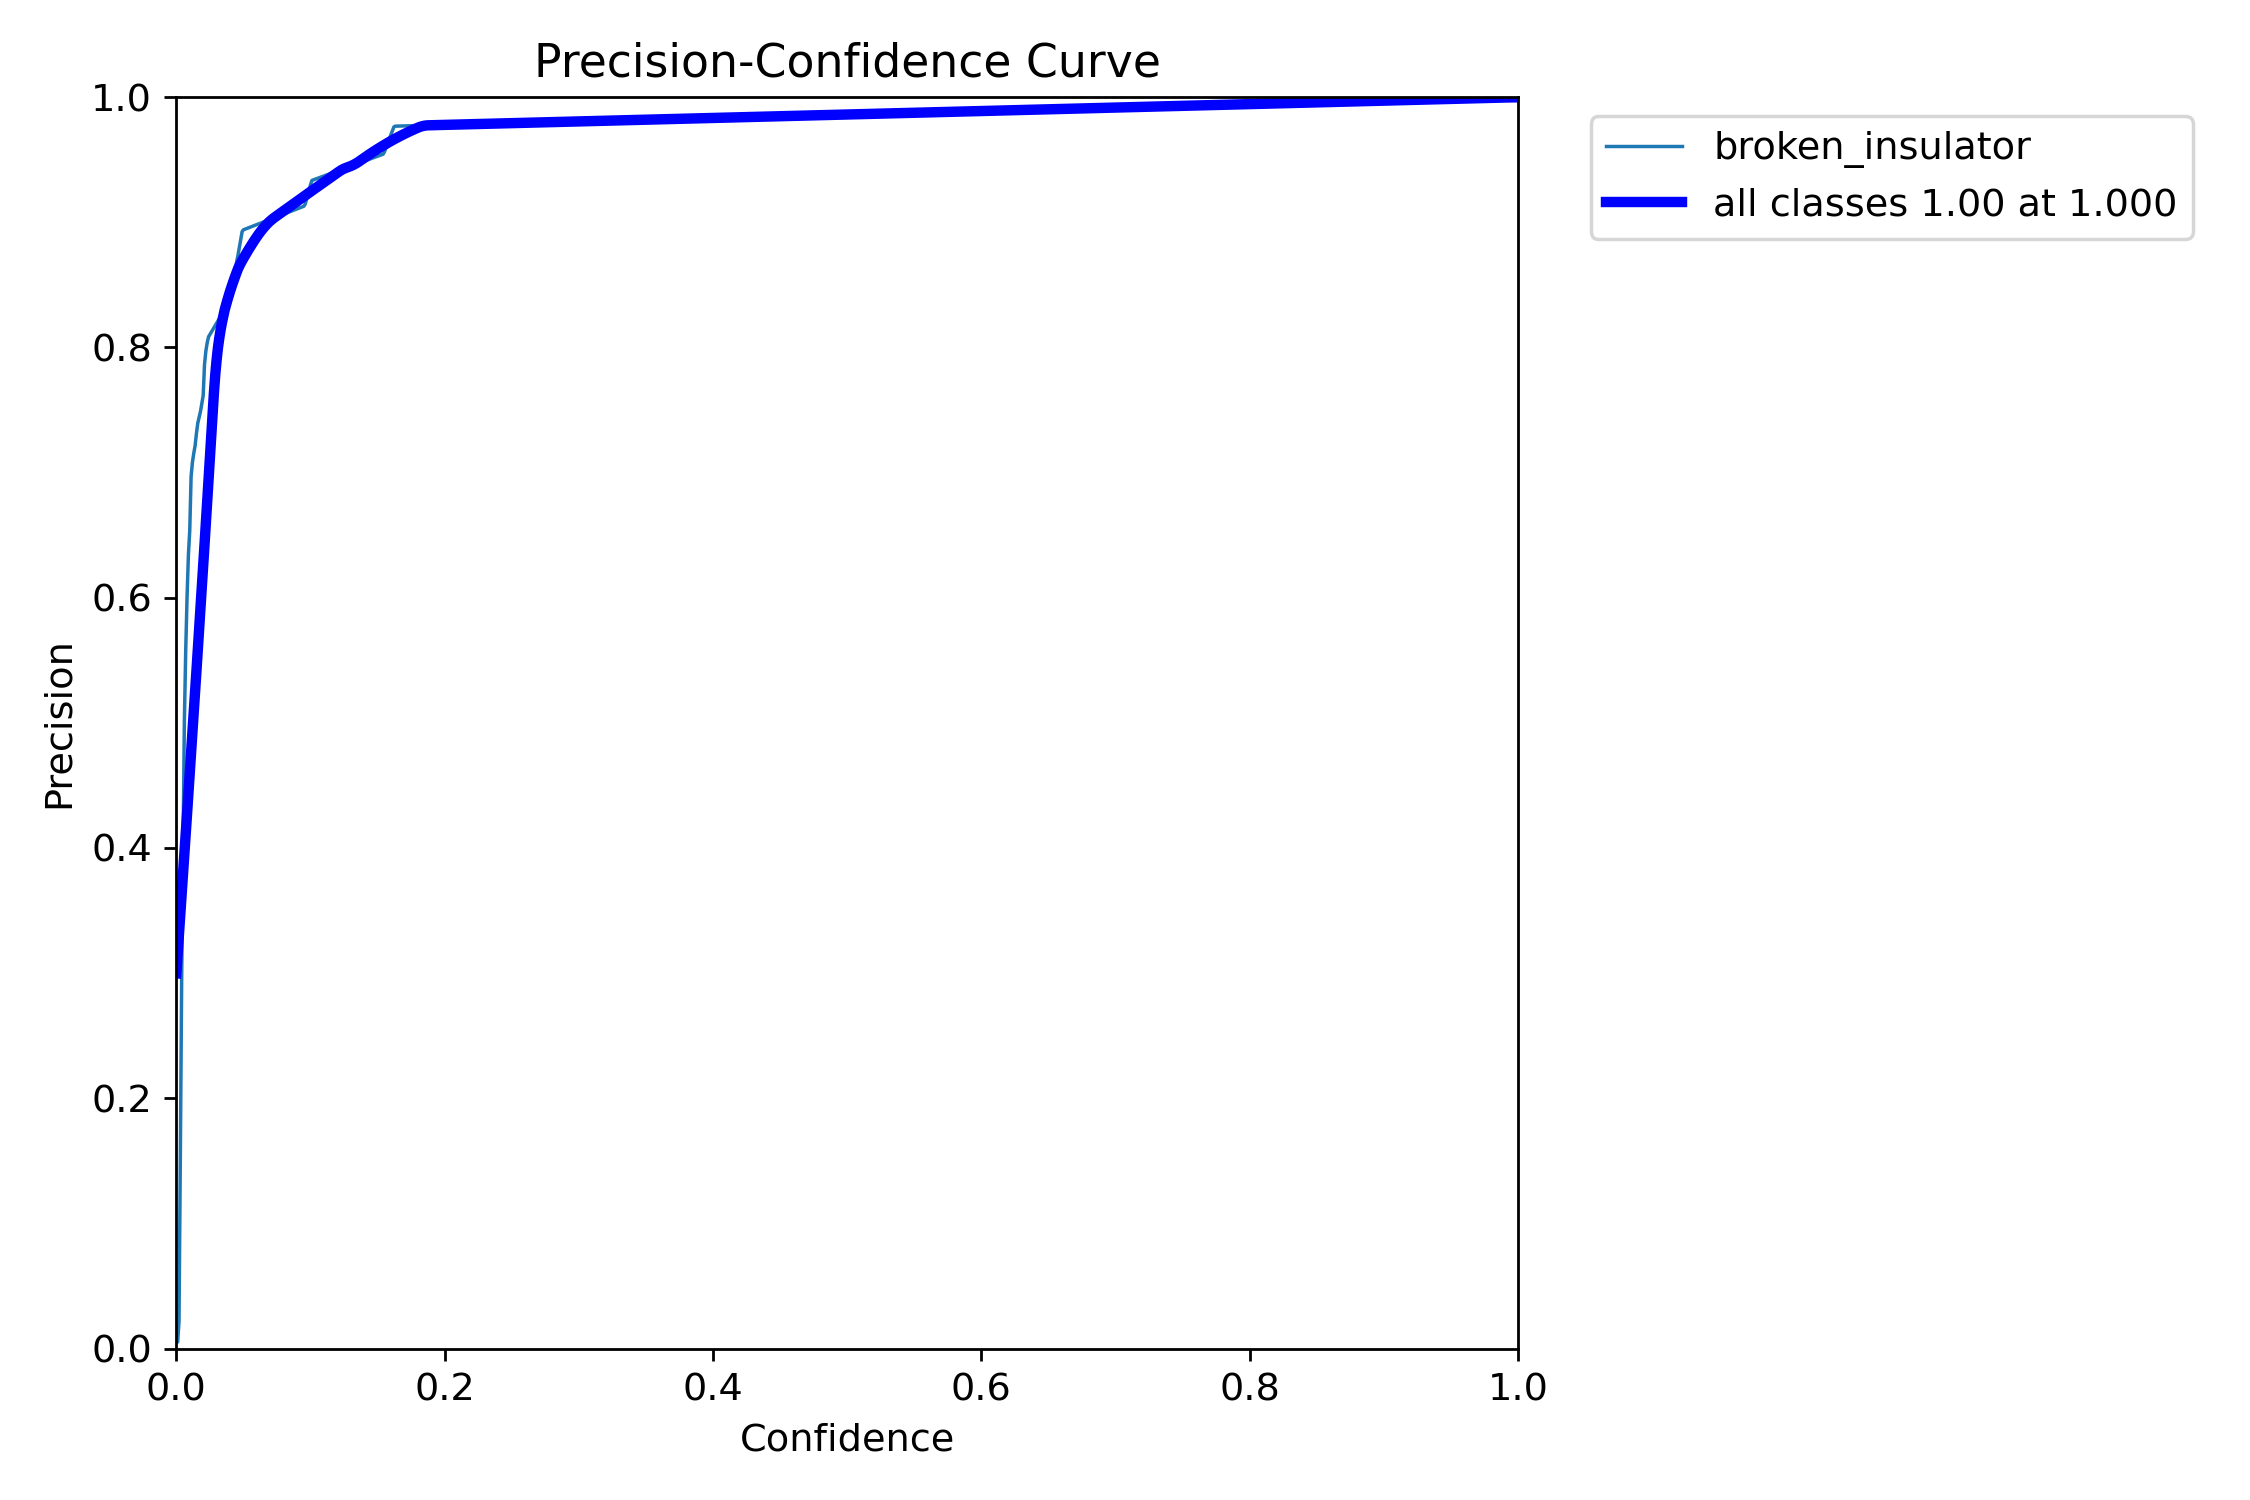 Precision-Confidence Curve
1.0
0.8
0.6
0.4
0.2
0.0
Precision
0.0 0.2 0.4 0.6 0.8 1.0
Confidence
broken_insulator
all classes 1.00 at 1.000